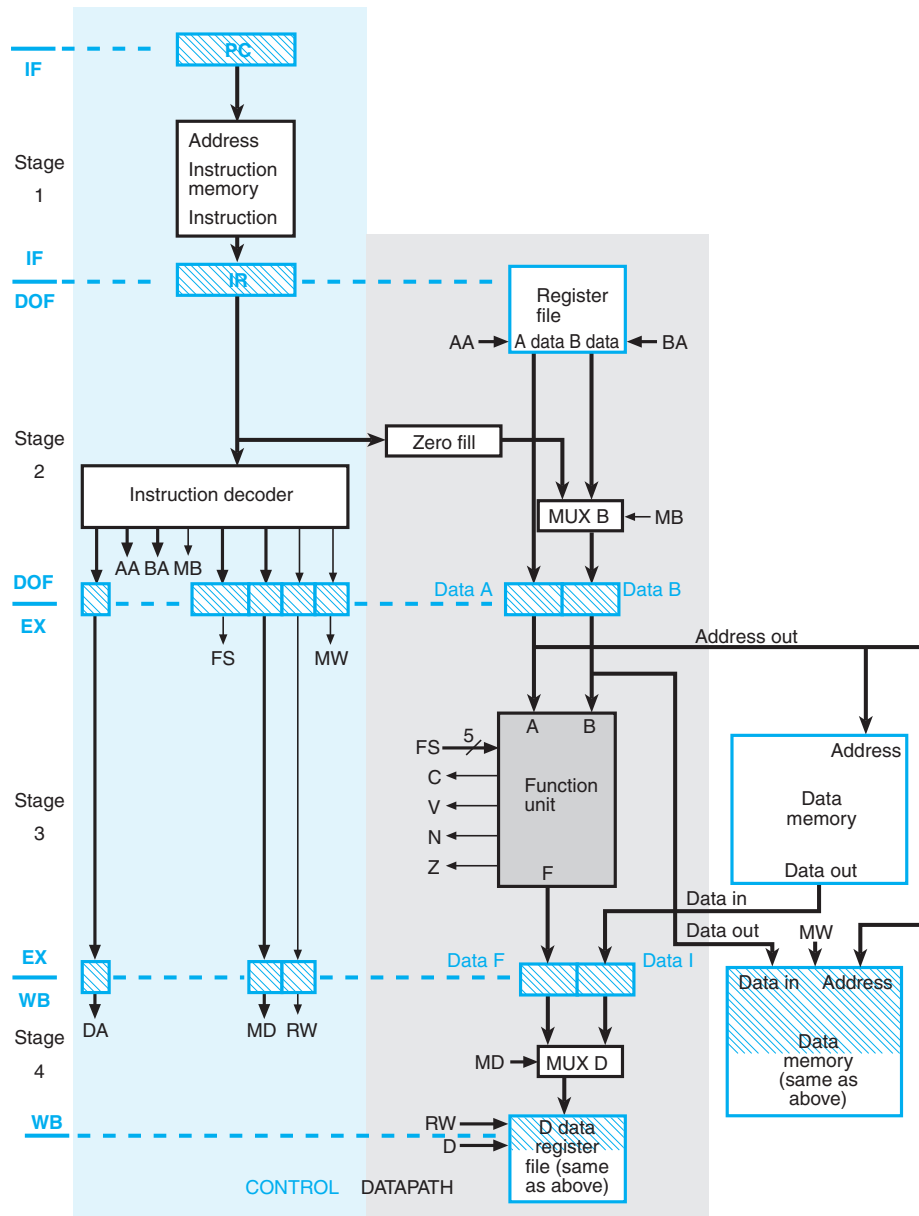 PC
IF
Address
Instruction
memory
Instruction
Stage
1
IF
IR
DOF
Register
file
A data B data
AA
BA
Stage
2
Zero fill
Instruction decoder
MUX B
MB
AA BA MB
DOF
Data A
Data B
EX
FS
MW
Address out
A
B
FS
5
C
V
N
Z
Function
unit
F
Address
Data
memory
Data out
Stage
3
Data in
Data out
MW
EX
Data F
Data I
Data in
Address
WB
DA
MD
RW
Stage
4
MD
MUX D
Data
memory
(same as
above)
WB
RW
D
D data
register
file (same
as above)
CONTROL
DATAPATH